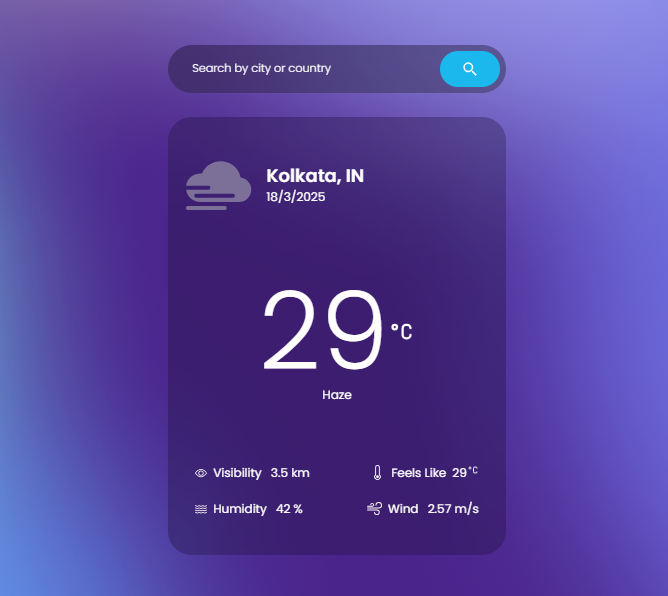 Search by city or country
Kolkata, IN
18/3/2025
29 °C
Haze
Visibility 3.5 km
Feels Like 29°C
Humidity 42 %
Wind 2.57 m/s